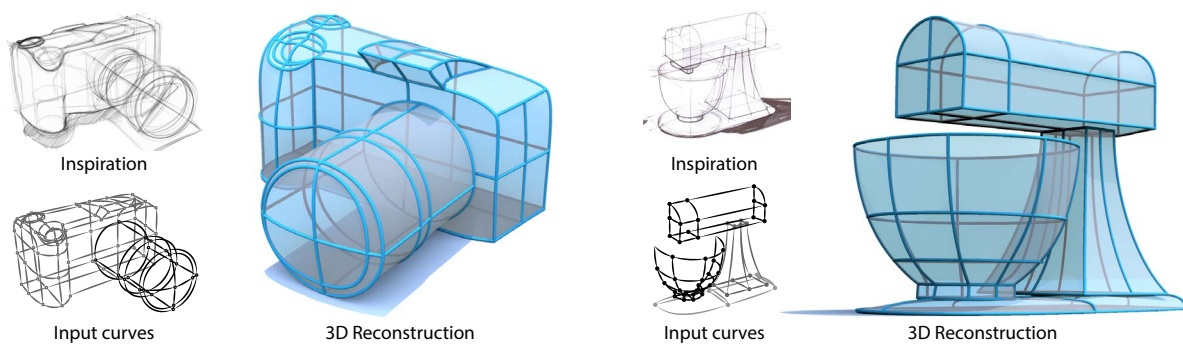 Inspiration
Input curves
3D Reconstruction
Inspiration
Input curves
3D Reconstruction